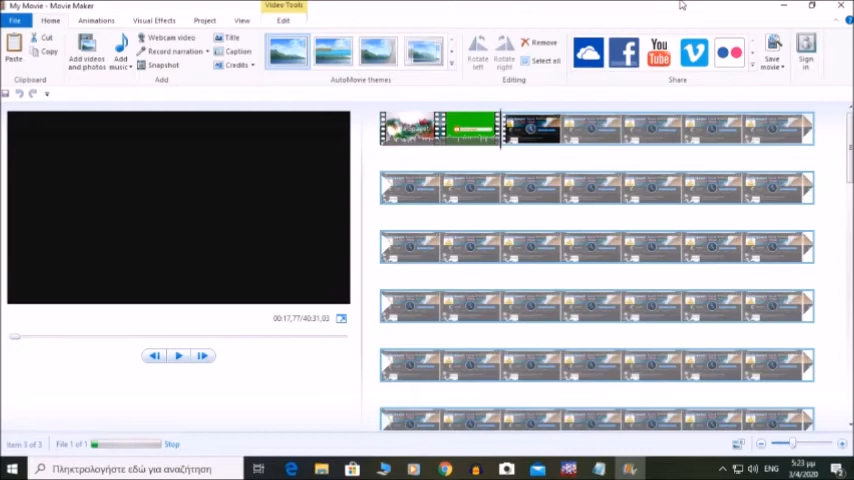 My Movie - Movie Maker
Video Tools
File
Home
Animations
Visual Effects
Project
View
Edit
Paste
Cut
Copy
Clipboard
Add videos
and photos
Add
music
Webcam video
Record narration
Snapshot
Title
Caption
Credits
Add
AutoMovie themes
Rotate
left
Rotate
right
Remove
Select all
Editing
You
Tube
Share
Save
movie
Sign
in
00:17,77/40:31,03
Item 3 of 3
File 1 of 1
Stop
Πληκτρολογήστε εδώ για αναζήτηση
ENG
5:23 μμ
3/4/2020
2